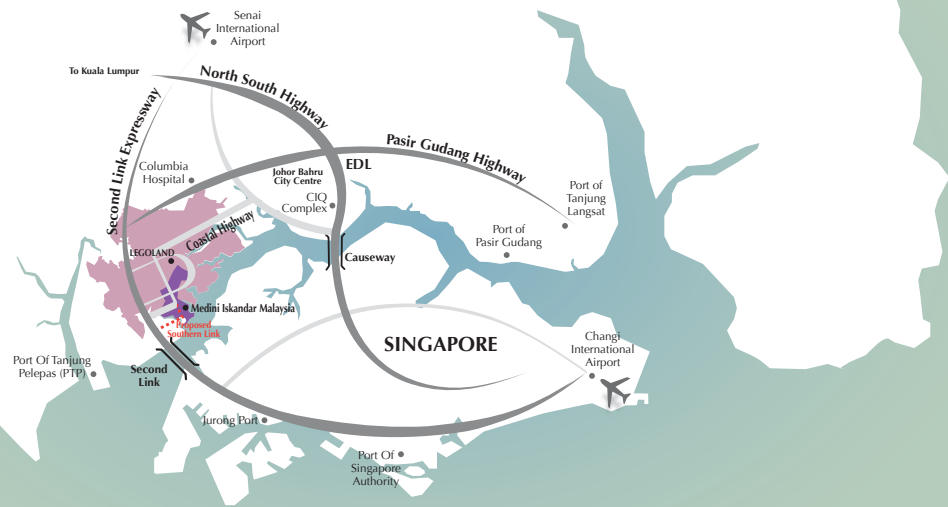 Senai
International
Airport
To Kuala Lumpur
North South Highway
Second Link Expressway
Pasir Gudang Highway
EDL
Columbia
Hospital
Johor Bahru
City Centre
CIQ
Complex
Port of
Tanjung
Langsat
Port of
Pasir Gudang
Coastal Highway
LEGOLAND
Causeway
Medini Iskandar Malaysia
Proposed
Southern Link
SINGAPORE
Changi
International
Airport
Port Of Tanjung
Pelepas (PTP)
Second
Link
Jurong Port
Port Of
Singapore
Authority